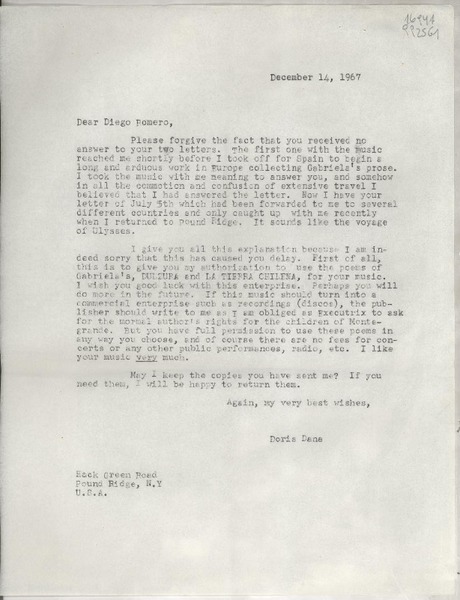 December 14, 1967
Dear Diego Romero,
Please forgive the fact that you received no
answer to your two letters. The first one with the music
reached me shortly before I took off for Spain to begin a
long and arduous work in Europe collecting Gabriela's prose.
I took the music with me meaning to answer you, and somehow
in all the commotion and confusion of extensive travel I
believed that I had answered the letter. Now I have your
letter of July 5th which had been forwarded to me to several
different countries and only caught up with me recently
when I returned to Pound Ridge. It sounds like the voyage
of Ulysses.
I give you all this explanation because I am in-
deed sorry that this has caused you delay. First of all,
this is to give you my authorization to use the poems of
Gabriela's, DULZURA and LA TIERRA CHILENA, for your music.
I wish you good luck with this enterprise. Perhaps you will
do more in the future. If this music should turn into a
commercial enterprise such as recordings (discos), the pub-
lisher should write to me as I am obliged as Executrix to ask
for the normal author's rights for the children of Monte-
grande. But you have full permission to use these poems in
any way you choose, and of course there are no fees for con-
certs or any other public performances, radio, etc. I like
your music very much.
May I keep the copies you have sent me? If you
need them, I will be happy to return them.
Again, my very best wishes,
Doris Dana
Hack Green Road
Pound Ridge, N.Y
U.S.A.